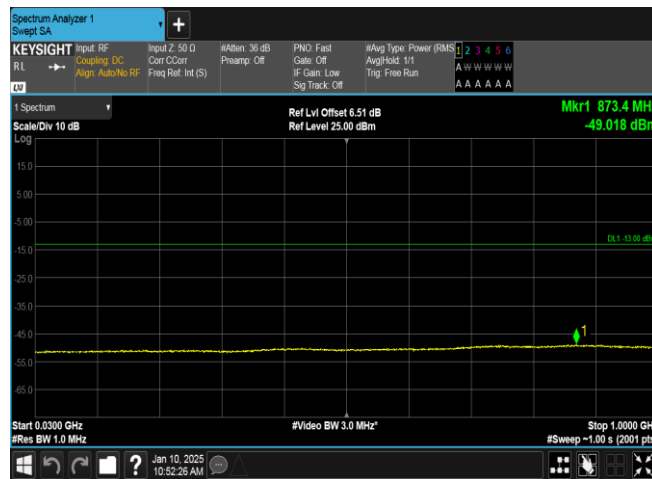 Spectrum Analyzer 1
Swept SA
KEYSIGHT
RL
LXI
Input: RF
Coupling: DC
Align: Auto/No RF
Input Z: 50 Ω
Corr CCorr
Freq Ref: Int (S)
#Atten: 36 dB
Preamp: Off
PNO: Fast
Gate: Off
IF Gain: Low
Sig Track: Off
#Avg Type: Power (RMS
Avg|Hold: 1/1
Trig: Free Run
1 2 3 4 5 6
A W W W W W
A A A A A A
1 Spectrum
Scale/Div 10 dB
Log
Ref Lvl Offset 6.51 dB
Ref Level 25.00 dBm
Mkr1 873.4 MH
-49.018 dBn
15.0
5.00
-5.00
DL1 -13.00 dB
-15.0
-25.0
-35.0
1
-45.0
-55.0
-65.0
Start 0.0300 GHz
#Res BW 1.0 MHz
#Video BW 3.0 MHz*
Stop 1.0000 GH
#Sweep ~1.00 s (2001 pts
Jan 10, 2025
10:52:26 AM